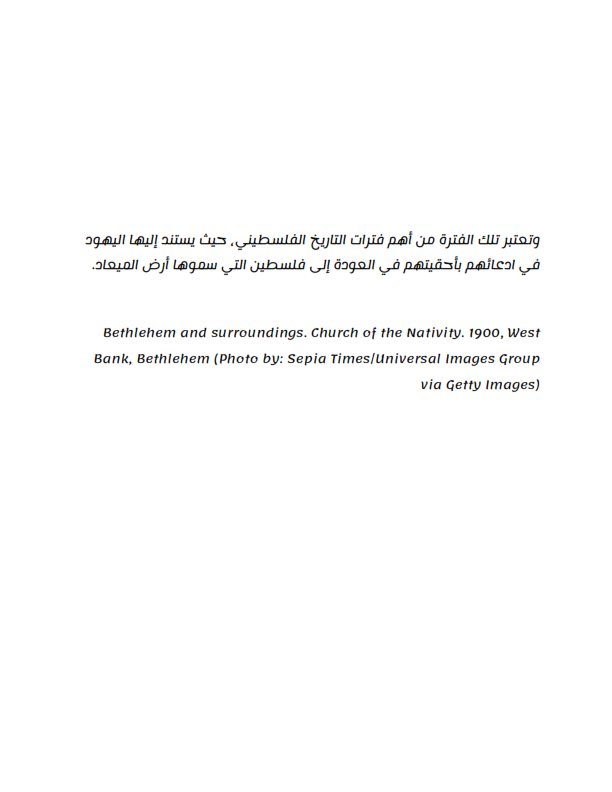 وتعتبر تلك الفترة من أهم فترات التاريخ الفلسطيني، حيث يستند إليها اليهود
في ادعائهم بأحقيتهم في العودة إلى فلسطين التي سموها أرض الميعاد.
Bethlehem and surroundings. Church of the Nativity. 1900, West
Bank, Bethlehem (Photo by: Sepia Times/Universal Images Group
via Getty Images)